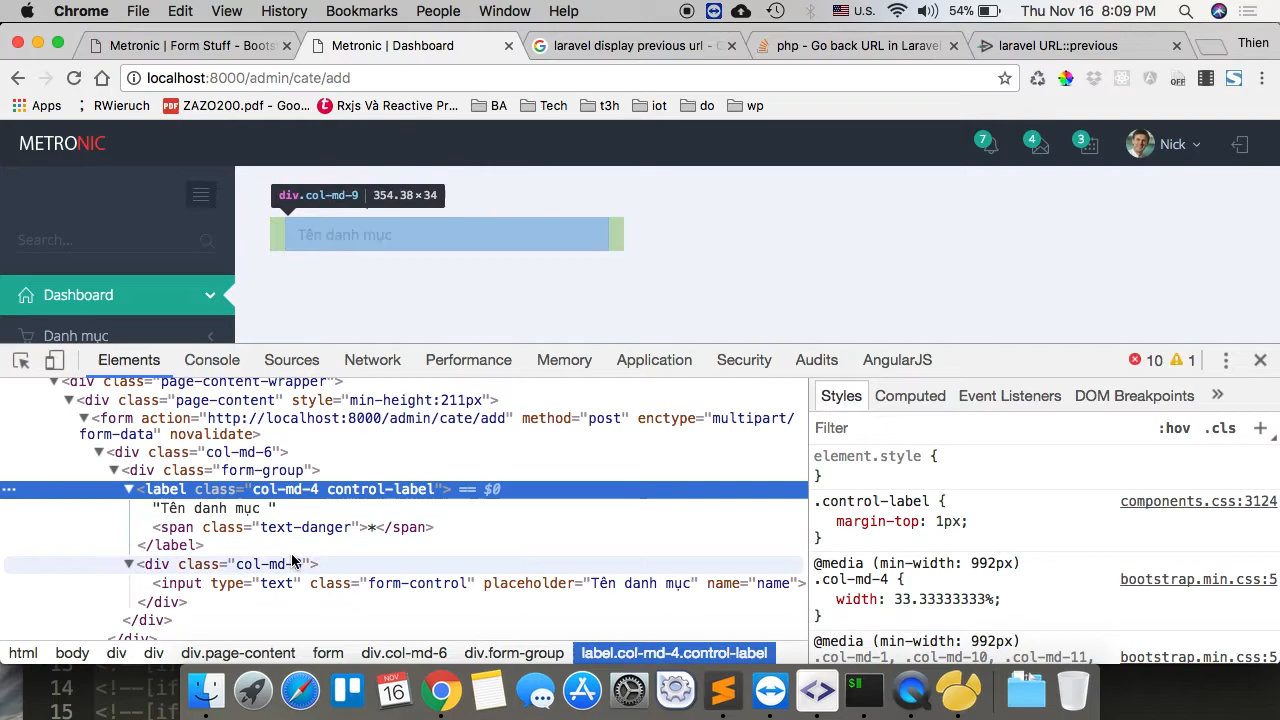 Chrome File Edit View History Bookmarks People Window Help U.S. 54% Thu Nov 16 8:09 PM
Metronic | Form Stuff - Boots × Metronic | Dashboard × laravel display previous url - G × php - Go back URL in Laravel × laravel URL::previous × Thien
localhost:8000/admin/cate/add OFF
Apps RWieruch PDF ZAZO200.pdf - Goo... Rxjs Và Reactive Pr... BA Tech t3h iot do wp
METRONIC 7 4 3 Nick
div.col-md-9 | 354.38×34
Tên danh mục
Search...
Dashboard
Danh mục
Elements Console Sources Network Performance Memory Application Security Audits AngularJS 10 1
<div class="page-content-wrapper">
<div class="page-content" style="min-height:211px">
<form action="http://localhost:8000/admin/cate/add" method="post" enctype="multipart/
form-data" novalidate>
<div class="col-md-6">
<div class="form-group">
<label class="col-md-4 control-label"> == $0
"Tên danh mục "
<span class="text-danger">*</span>
</label>
<div class="col-md-9">
<input type="text" class="form-control" placeholder="Tên danh mục" name="name">
</div>
</div>
</div>
html body div div div.page-content form div.col-md-6 div.form-group label.col-md-4.control-label
Styles Computed Event Listeners DOM Breakpoints »
Filter :hov .cls +
element.style {
}
.control-label { components.css:3124
margin-top: 1px;
}
@media (min-width: 992px)
.col-md-4 { bootstrap.min.css:5
width: 33.33333333%;
}
@media (min-width: 992px)
.col-md-1, .col-md-10, .col-md-11, bootstrap.min.css:5
14 <!--[if
15 <!--[if
NOV
16